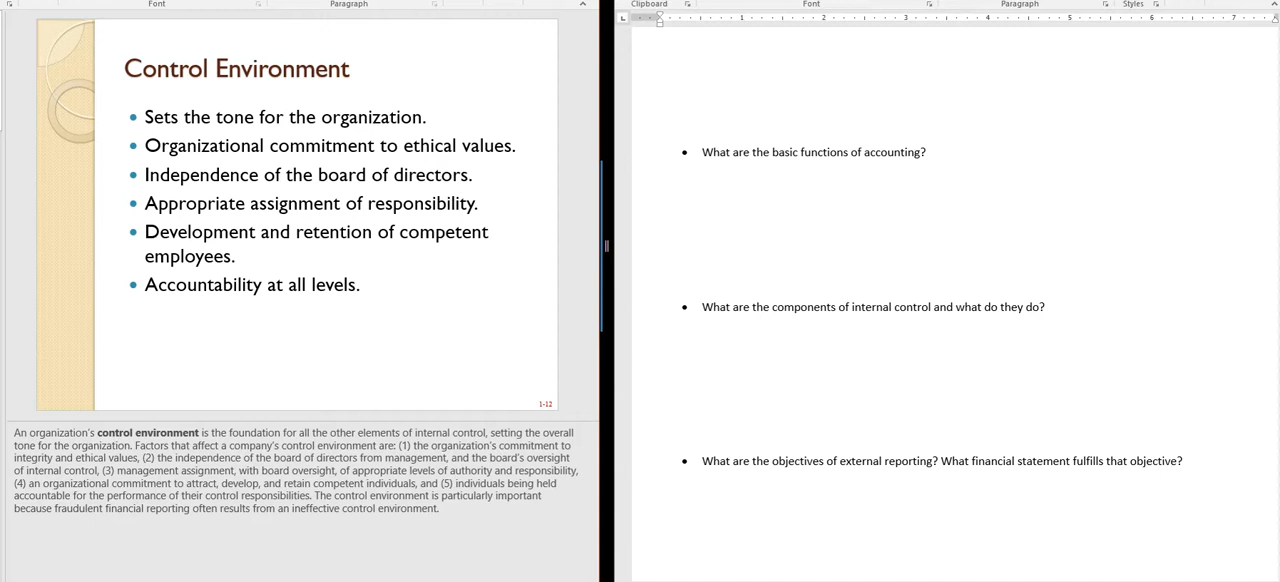 Font
Paragraph
Control Environment
• Sets the tone for the organization.
• Organizational commitment to ethical values.
• Independence of the board of directors.
• Appropriate assignment of responsibility.
• Development and retention of competent
employees.
• Accountability at all levels.
1-12
An organization's control environment is the foundation for all the other elements of internal control, setting the overall
tone for the organization. Factors that affect a company's control environment are: (1) the organization's commitment to
integrity and ethical values, (2) the independence of the board of directors from management, and the board's oversight
of internal control, (3) management assignment, with board oversight, of appropriate levels of authority and responsibility,
(4) an organizational commitment to attract, develop, and retain competent individuals, and (5) individuals being held
accountable for the performance of their control responsibilities. The control environment is particularly important
because fraudulent financial reporting often results from an ineffective control environment.
Clipboard
Font
Paragraph
Styles
1 2 3 4 5 6 7
• What are the basic functions of accounting?
• What are the components of internal control and what do they do?
• What are the objectives of external reporting? What financial statement fulfills that objective?